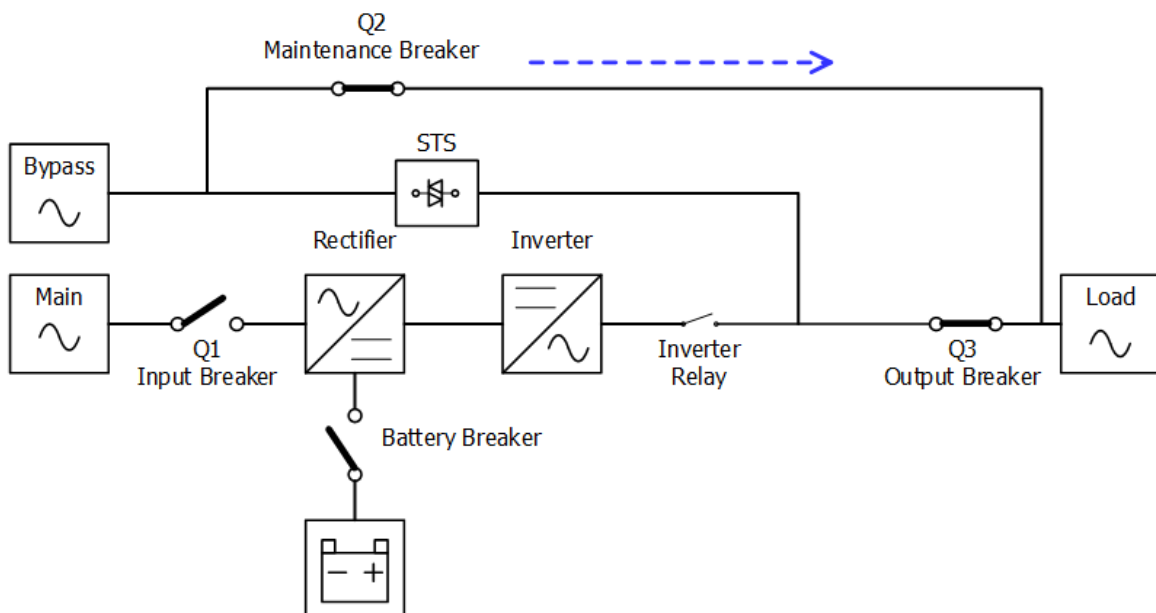 Q2
Maintenance Breaker
STS
Bypass
Rectifier
Inverter
Main
Load
Q1
Input Breaker
Inverter
Relay
Q3
Output Breaker
Battery Breaker
− +